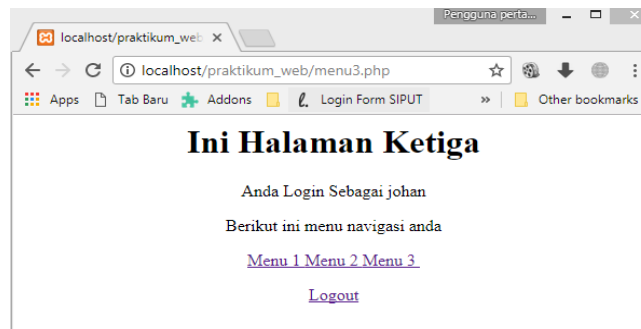 Pengguna perta...
localhost/praktikum_web
localhost/praktikum_web/menu3.php
Apps Tab Baru Addons Login Form SIPUT » Other bookmarks
Ini Halaman Ketiga
Anda Login Sebagai johan
Berikut ini menu navigasi anda
Menu 1 Menu 2 Menu 3
Logout